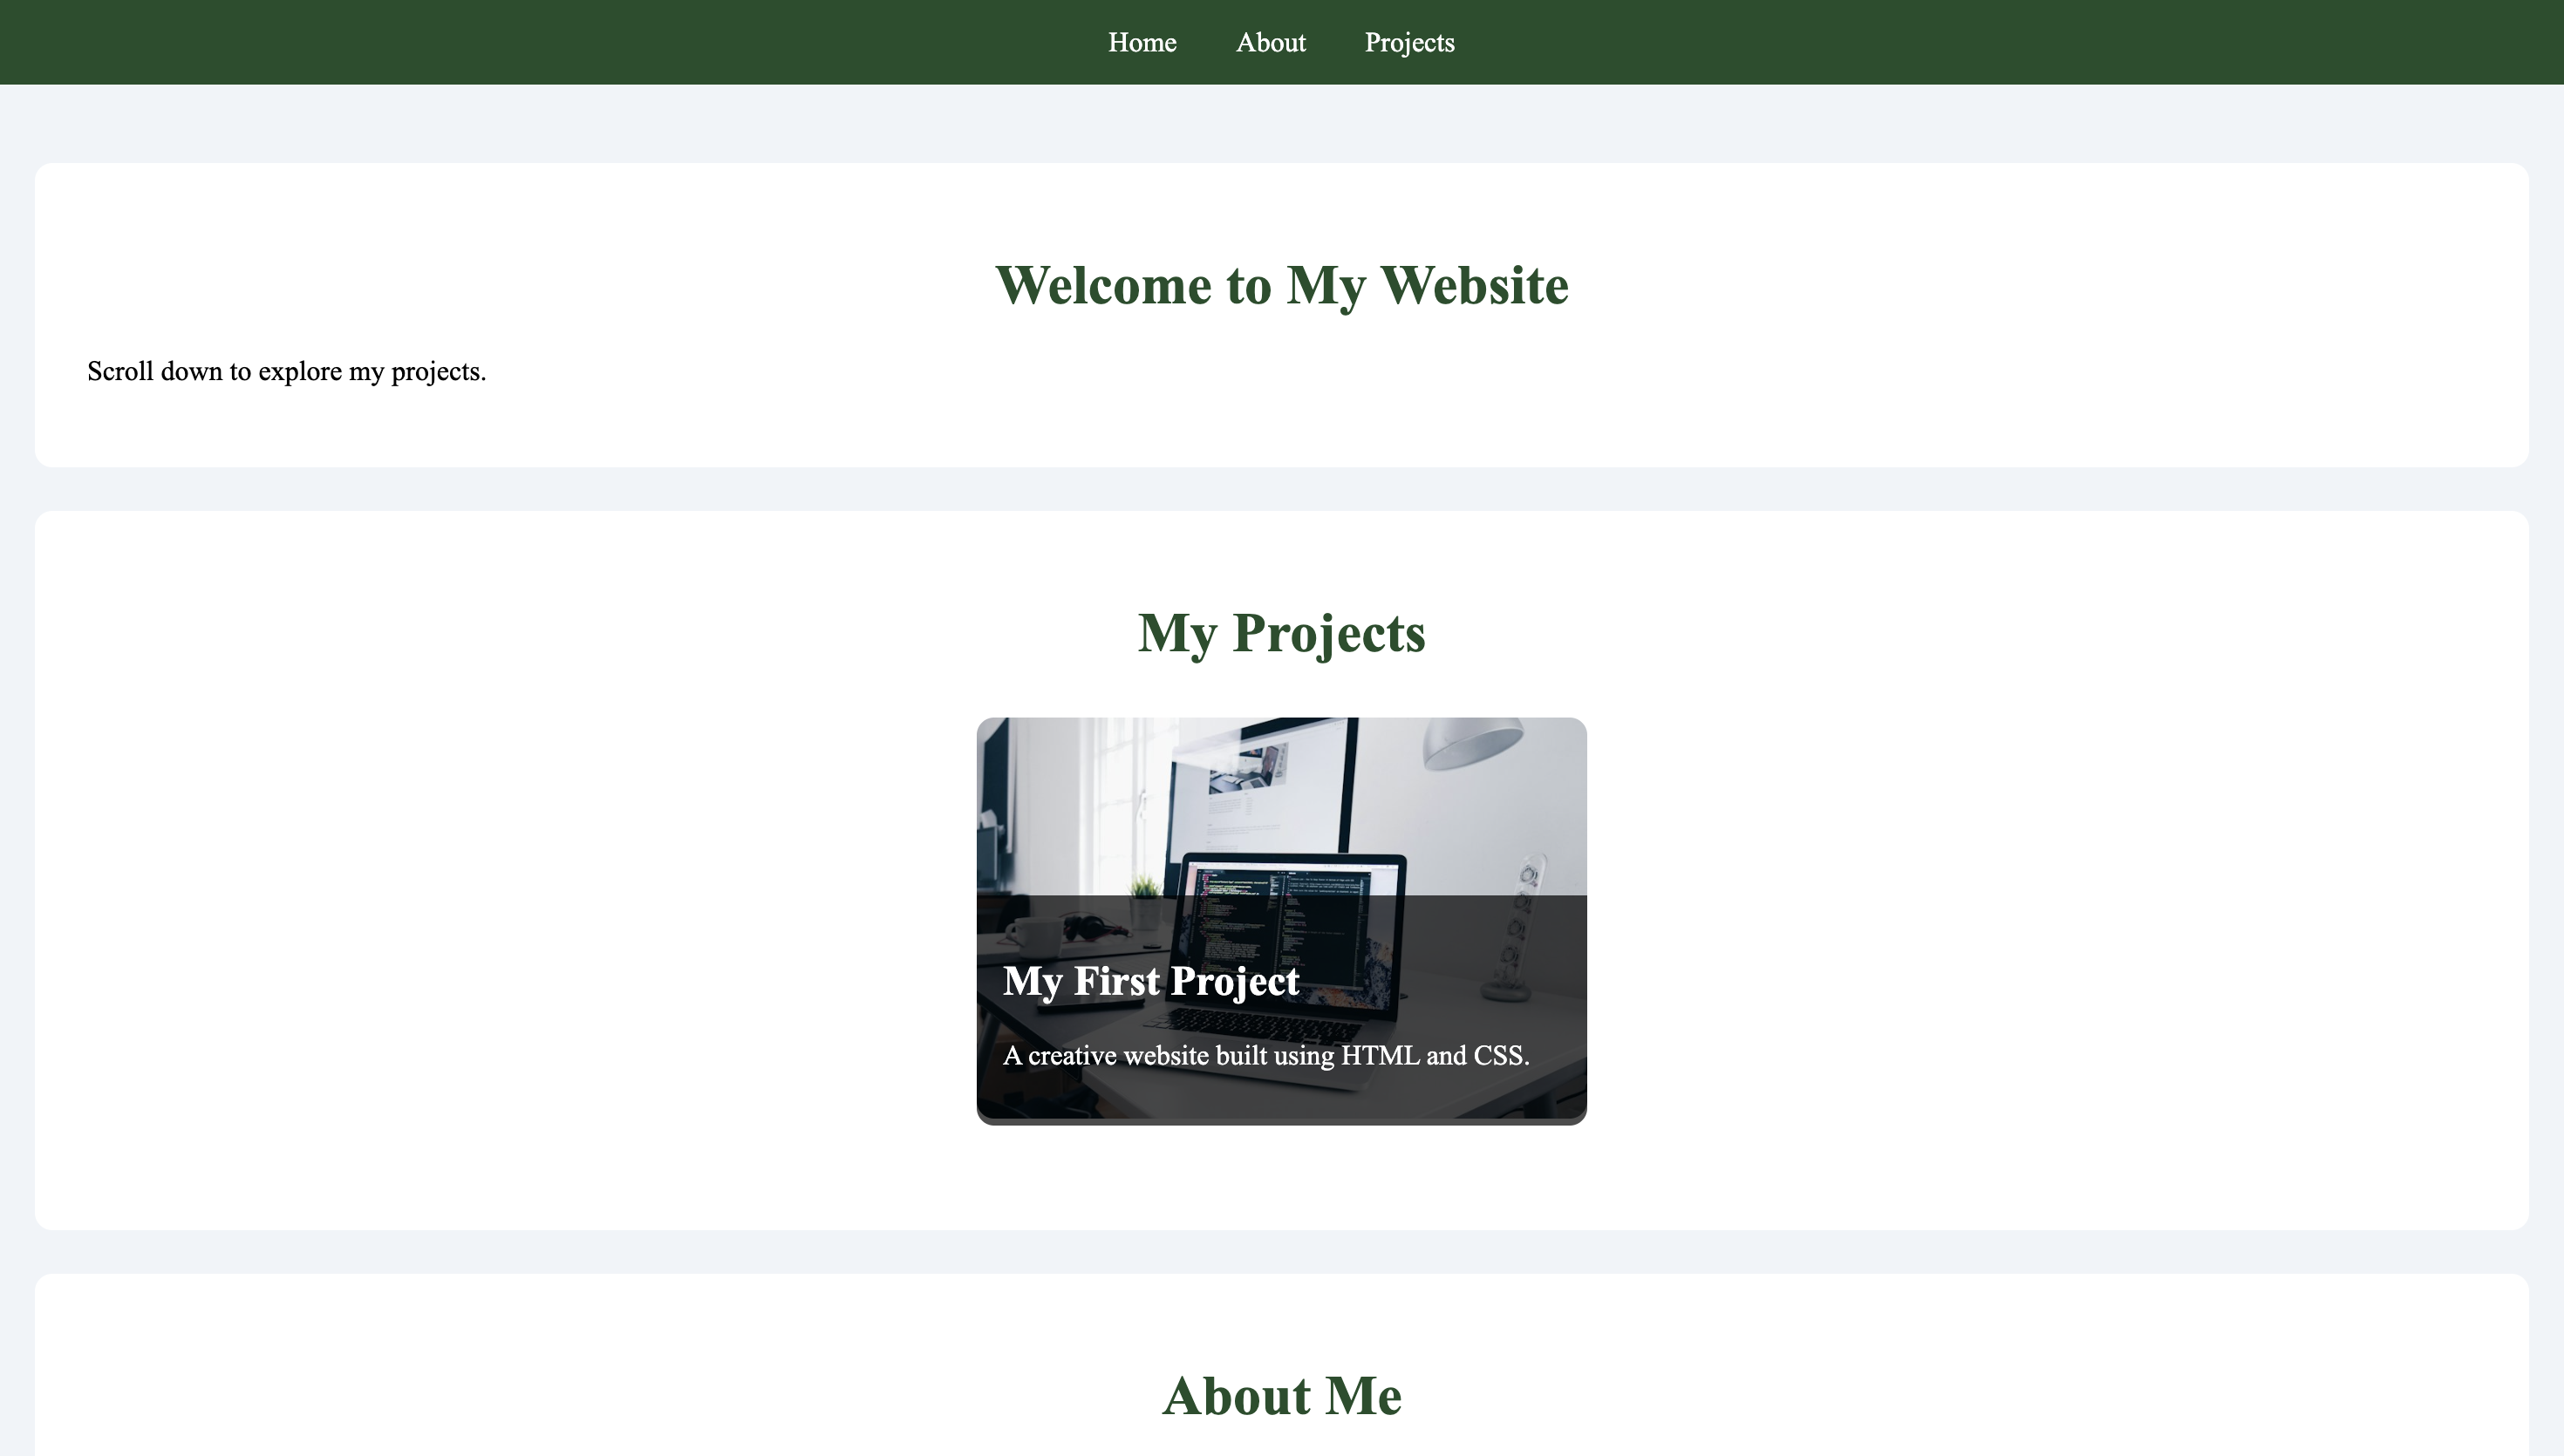 Home About Projects
Welcome to My Website
Scroll down to explore my projects.
My Projects
My First Project
A creative website built using HTML and CSS.
About Me